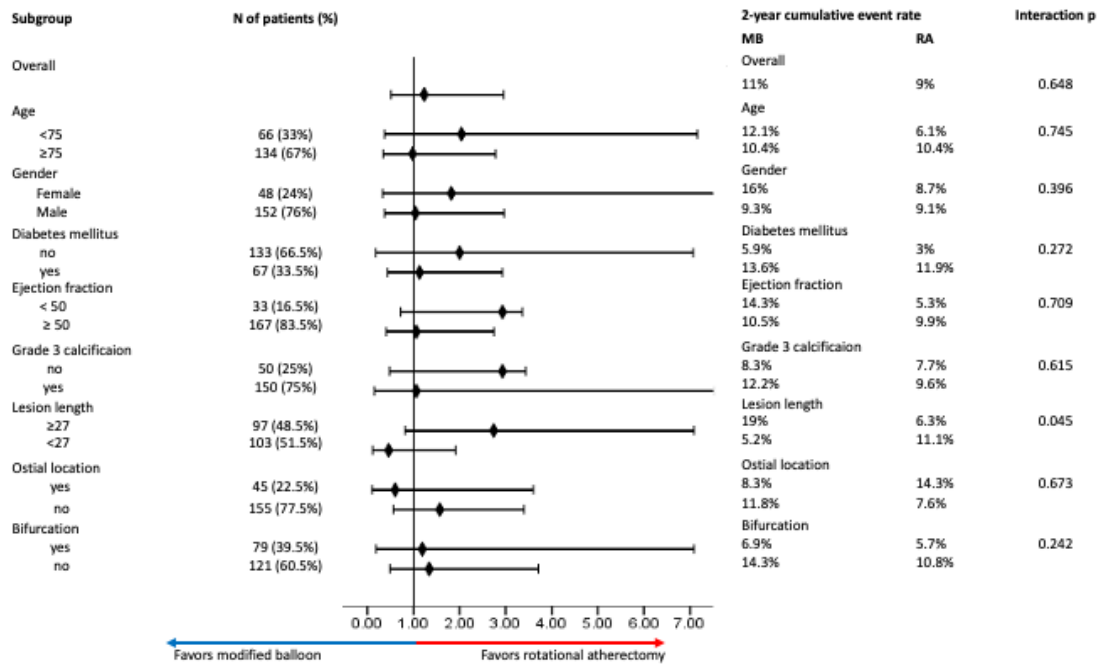 Subgroup N of patients (%) 2-year cumulative event rate Interaction p
MB RA
Overall Overall
11% 9% 0.648
Age Age
<75 66 (33%) 12.1% 6.1% 0.745
≥75 134 (67%) 10.4% 10.4%
Gender Gender
Female 48 (24%) 16% 8.7% 0.396
Male 152 (76%) 9.3% 9.1%
Diabetes mellitus Diabetes mellitus
no 133 (66.5%) 5.9% 3% 0.272
yes 67 (33.5%) 13.6% 11.9%
Ejection fraction Ejection fraction
< 50 33 (16.5%) 14.3% 5.3% 0.709
≥ 50 167 (83.5%) 10.5% 9.9%
Grade 3 calcificaion Grade 3 calcificaion
no 50 (25%) 8.3% 7.7% 0.615
yes 150 (75%) 12.2% 9.6%
Lesion length Lesion length
≥27 97 (48.5%) 19% 6.3% 0.045
<27 103 (51.5%) 5.2% 11.1%
Ostial location Ostial location
yes 45 (22.5%) 8.3% 14.3% 0.673
no 155 (77.5%) 11.8% 7.6%
Bifurcation Bifurcation
yes 79 (39.5%) 6.9% 5.7% 0.242
no 121 (60.5%) 14.3% 10.8%
0.00 1.00 2.00 3.00 4.00 5.00 6.00 7.00
Favors modified balloon Favors rotational atherectomy